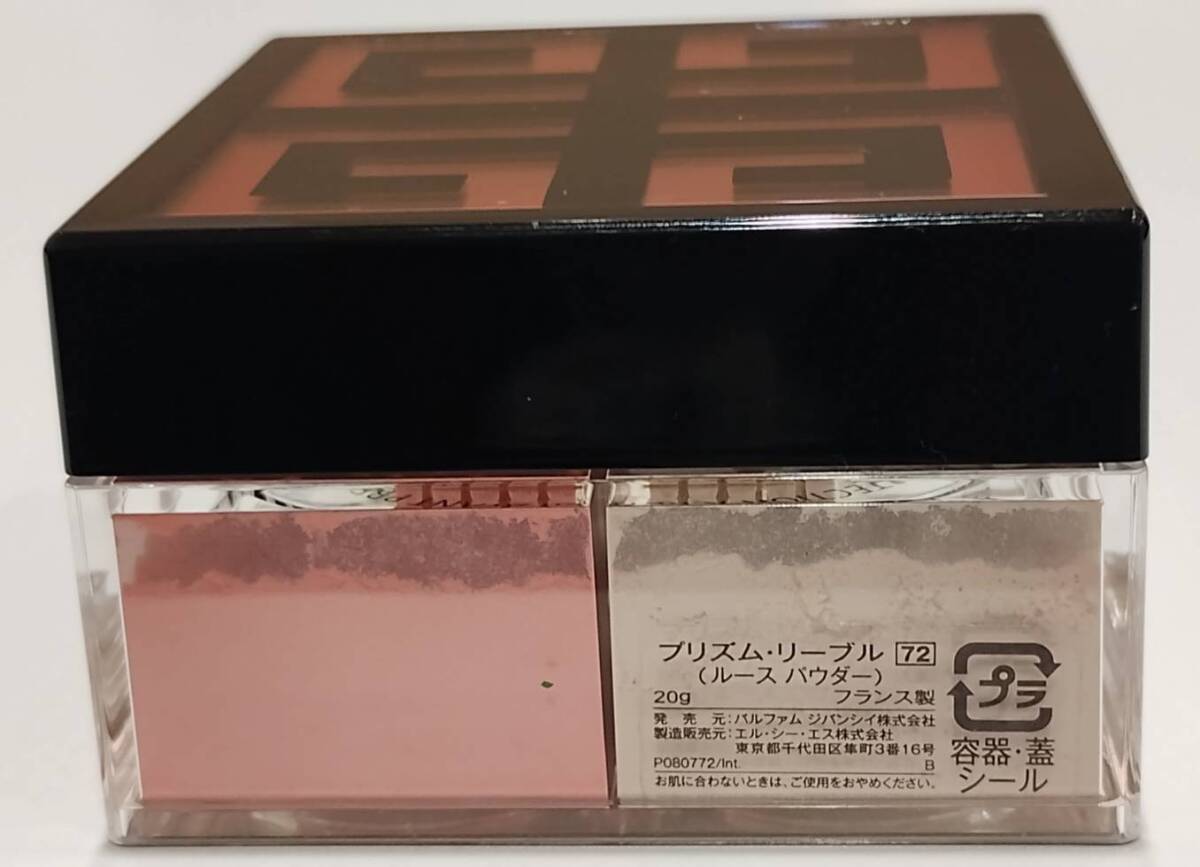 プリズム・リーブル 72
(ルース パウダー)
20g フランス製
発売元:パルファム ジバンシイ株式会社
製造販売元:エル・シー・エス株式会社
東京都千代田区隼町3番16号
P080772/Int. B
お肌に合わないときは、ご使用をおやめください。
プラ
容器・蓋
シール